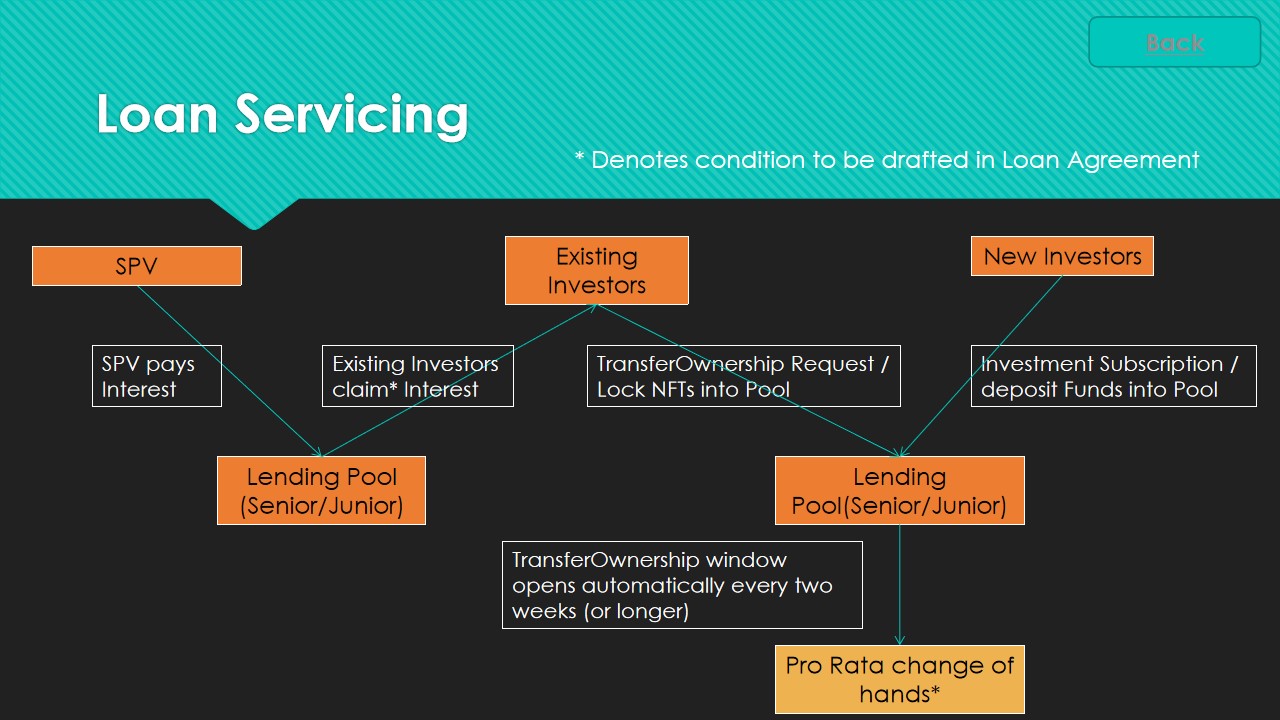 Back
Loan Servicing
* Denotes condition to be drafted in Loan Agreement
SPV
Existing
Investors
New Investors
SPV pays
Interest
Existing Investors
claim* Interest
TransferOwnership Request /
Lock NFTs into Pool
Investment Subscription /
deposit Funds into Pool
Lending Pool
(Senior/Junior)
Lending
Pool(Senior/Junior)
TransferOwnership window
opens automatically every two
weeks (or longer)
Pro Rata change of
hands*